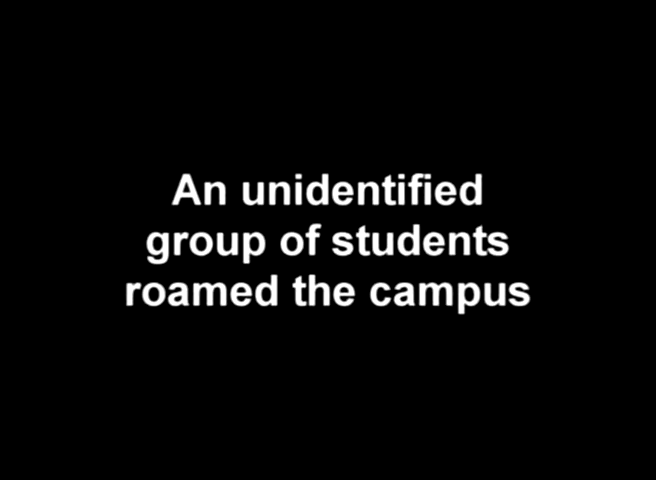 An unidentified
group of students
roamed the campus